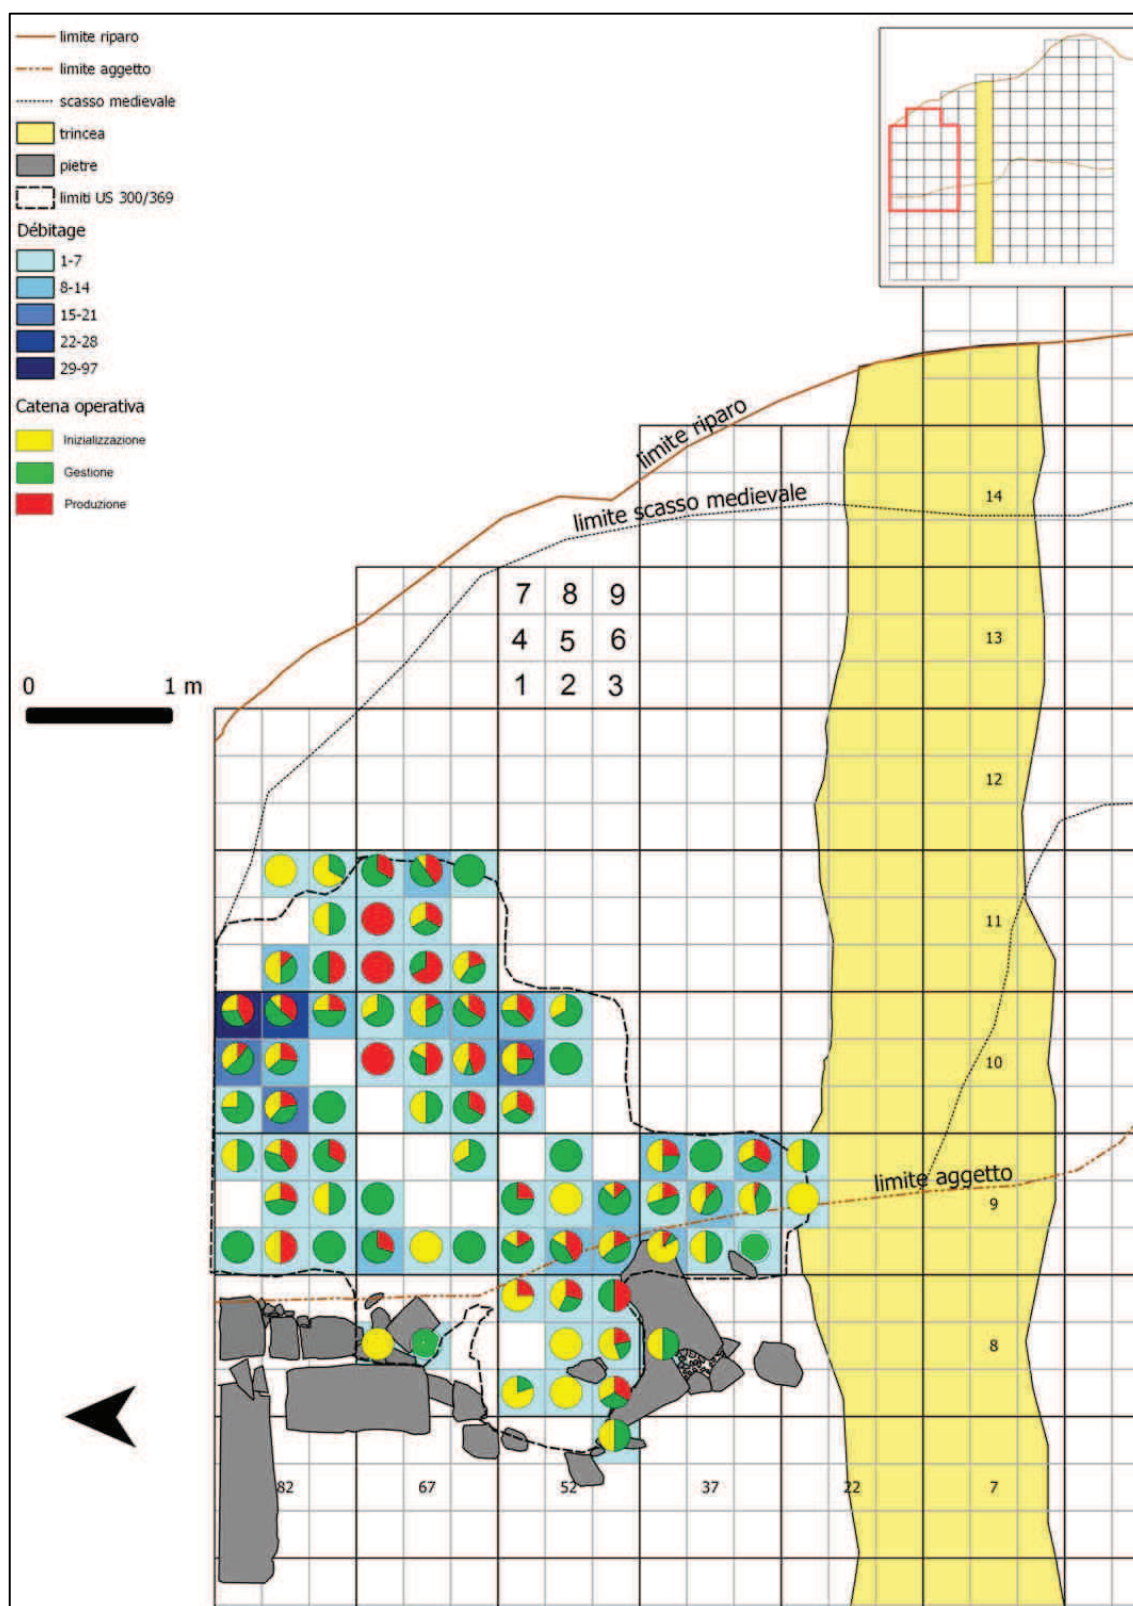 limite riparo
limite aggetto
scasso medievale
trincea
pietre
limiti US 300/369
Débitage
1-7
8-14
15-21
22-28
29-97
Catena operativa
Inizializzazione
Gestione
Produzione
limite riparo
limite scasso medievale
14
7 8 9
4 5 6
13
1 2 3
0 1 m
12
11
10
limite aggetto
9
8
82 67 52 37 22 7